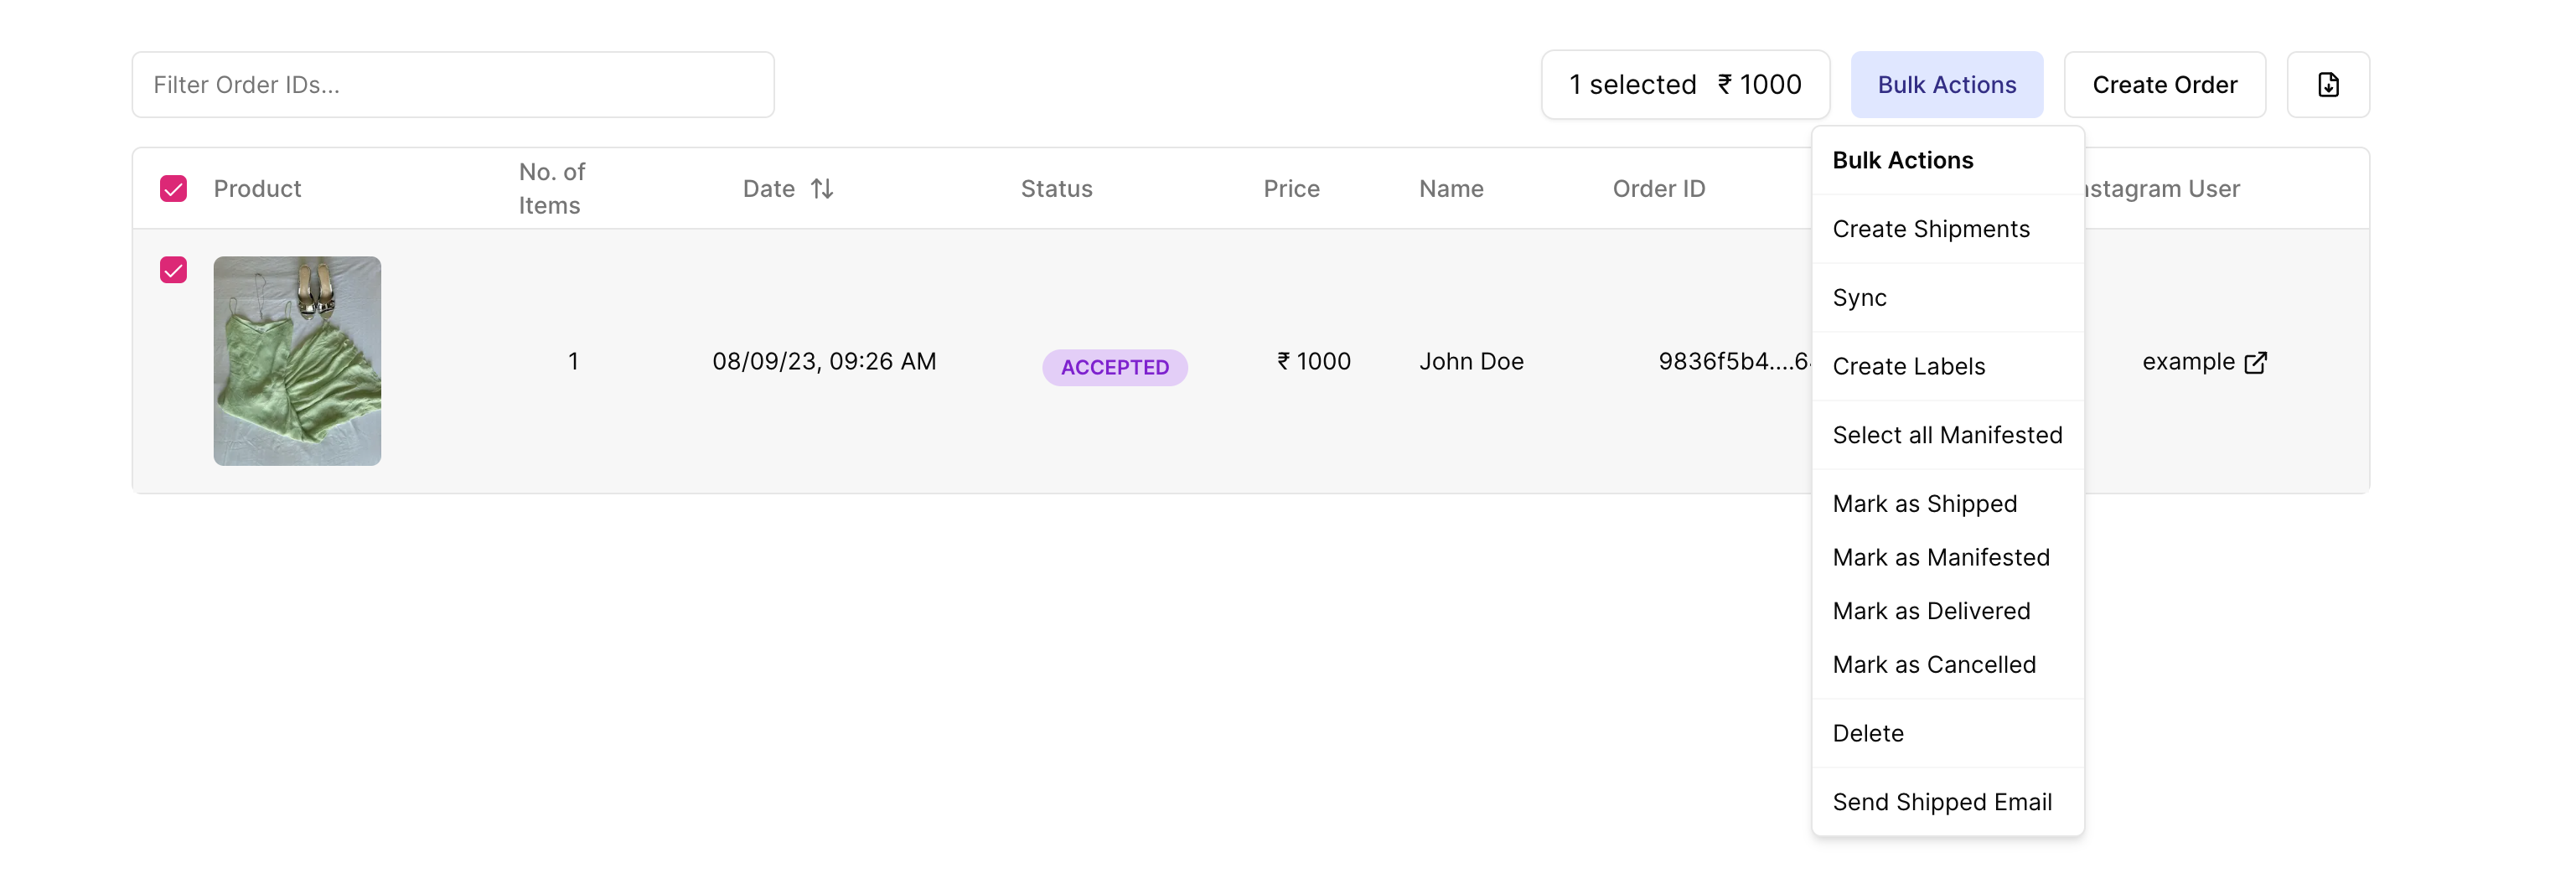 Filter Order IDs...
1 selected ₹ 1000
Bulk Actions
Create Order
Product
No. of
Items
Date
Status
Price
Name
Order ID
User
1
08/09/23, 09:26 AM
ACCEPTED
₹ 1000
John Doe
9836f5b4....6
example
Bulk Actions
Create Shipments
Sync
Create Labels
Select all Manifested
Mark as Shipped
Mark as Manifested
Mark as Delivered
Mark as Cancelled
Delete
Send Shipped Email